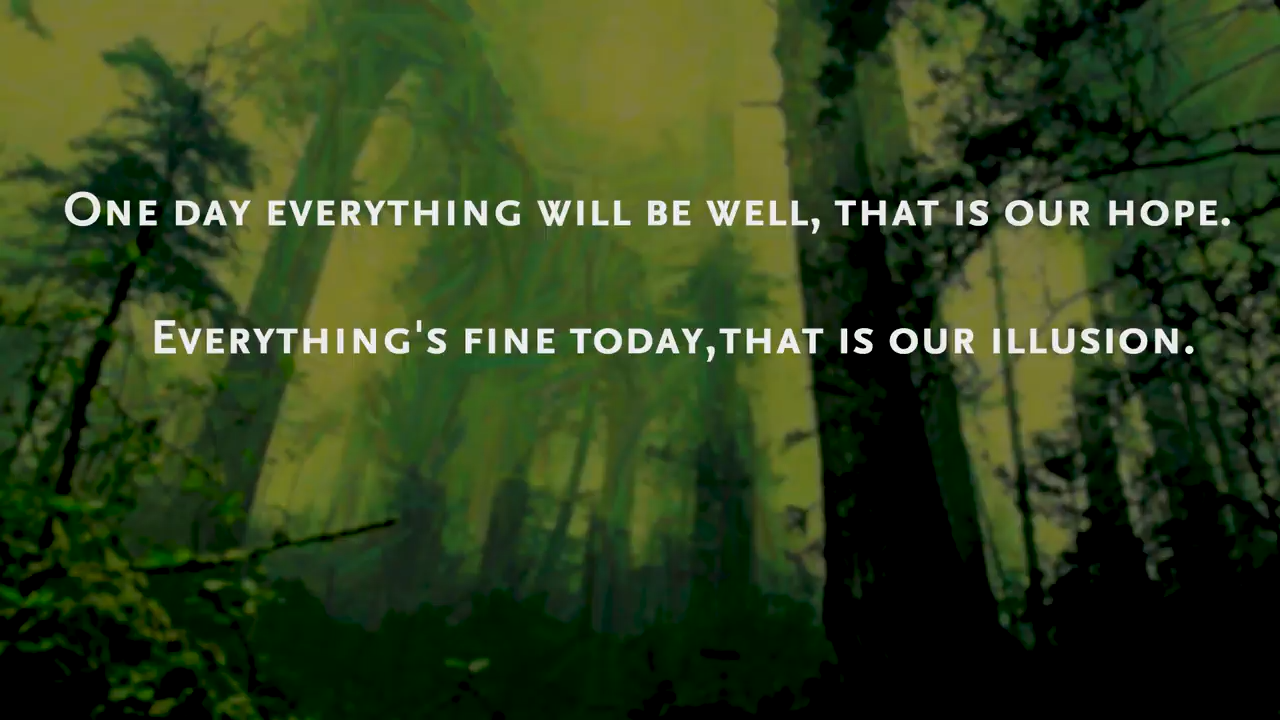 One day everything will be well, that is our hope.
Everything's fine today,that is our illusion.